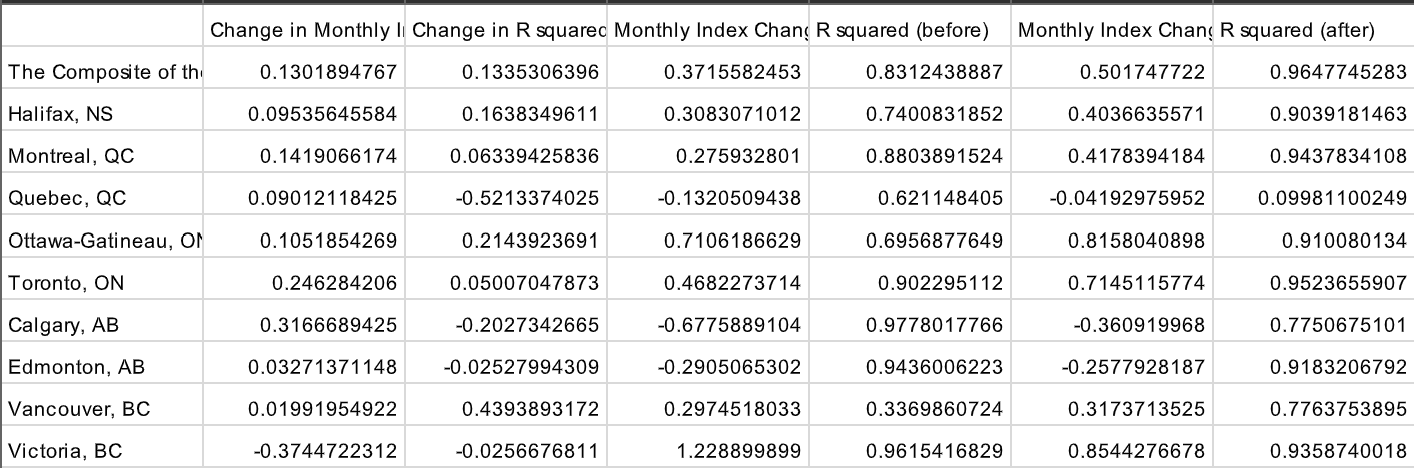 Change in Monthly Change in R squared Monthly Index R squared (before) Monthly Index R squared (after)
The Composite of 0.1301894767 0.1335306396 0.3715582453 0.8312438887 0.501747722 0.9647745283
Halifax, NS 0.09535645584 0.1638349611 0.3083071012 0.7400831852 0.4036635571 0.9039181463
Montreal, QC 0.1419066174 0.06339425836 0.275932801 0.8803891524 0.4178394184 0.9437834108
Quebec, QC 0.09012118425 -0.5213374025 -0.1320509438 0.621148405 -0.04192975952 0.09981100249
Ottawa-Gatineau, 0.1051854269 0.2143923691 0.7106186629 0.6956877649 0.8158040898 0.910080134
Toronto, ON 0.246284206 0.05007047873 0.4682273714 0.902295112 0.7145115774 0.9523655907
Calgary, AB 0.3166689425 -0.2027342665 -0.6775889104 0.9778017766 -0.360919968 0.7750675101
Edmonton, AB 0.03271371148 -0.02527994309 -0.2905065302 0.9436006223 -0.2577928187 0.9183206792
Vancouver, BC 0.01991954922 0.4393893172 0.2974518033 0.3369860724 0.3173713525 0.7763753895
Victoria, BC -0.3744722312 -0.0256676811 1.228899899 0.9615416829 0.8544276678 0.9358740018